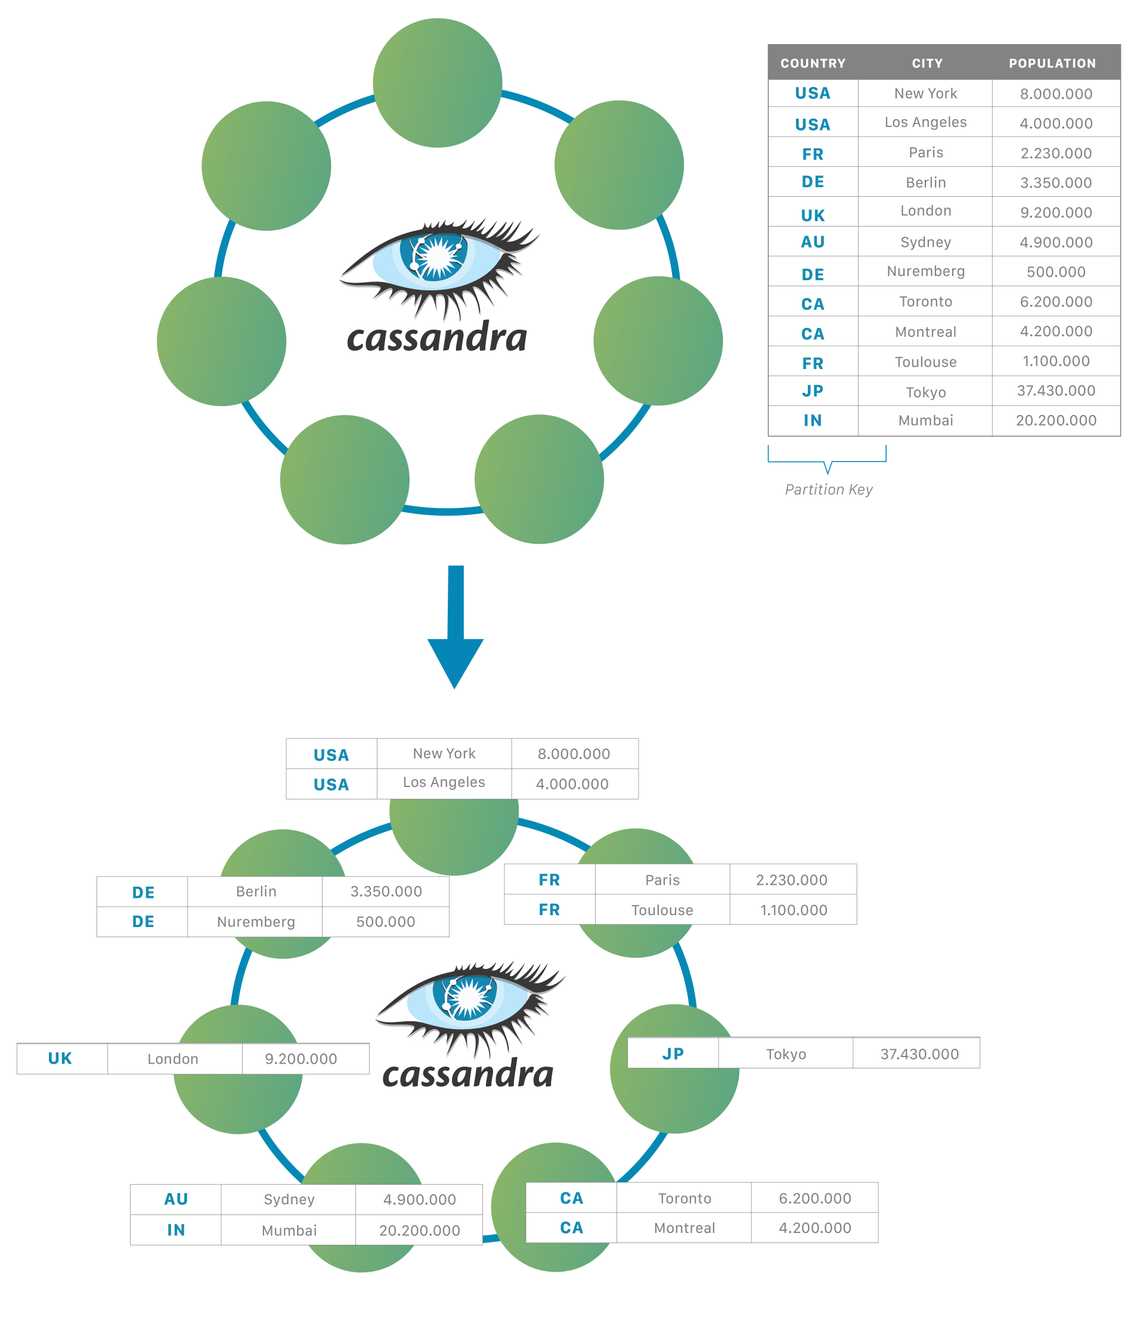 COUNTRY CITY POPULATION
USA New York 8.000.000
USA Los Angeles 4.000.000
FR Paris 2.230.000
DE Berlin 3.350.000
UK London 9.200.000
AU Sydney 4.900.000
DE Nuremberg 500.000
CA Toronto 6.200.000
CA Montreal 4.200.000
FR Toulouse 1.100.000
JP Tokyo 37.430.000
IN Mumbai 20.200.000
Partition Key
cassandra
USA New York 8.000.000
USA Los Angeles 4.000.000
DE Berlin 3.350.000
DE Nuremberg 500.000
FR Paris 2.230.000
FR Toulouse 1.100.000
cassandra
UK London 9.200.000
JP Tokyo 37.430.000
AU Sydney 4.900.000
IN Mumbai 20.200.000
CA Toronto 6.200.000
CA Montreal 4.200.000